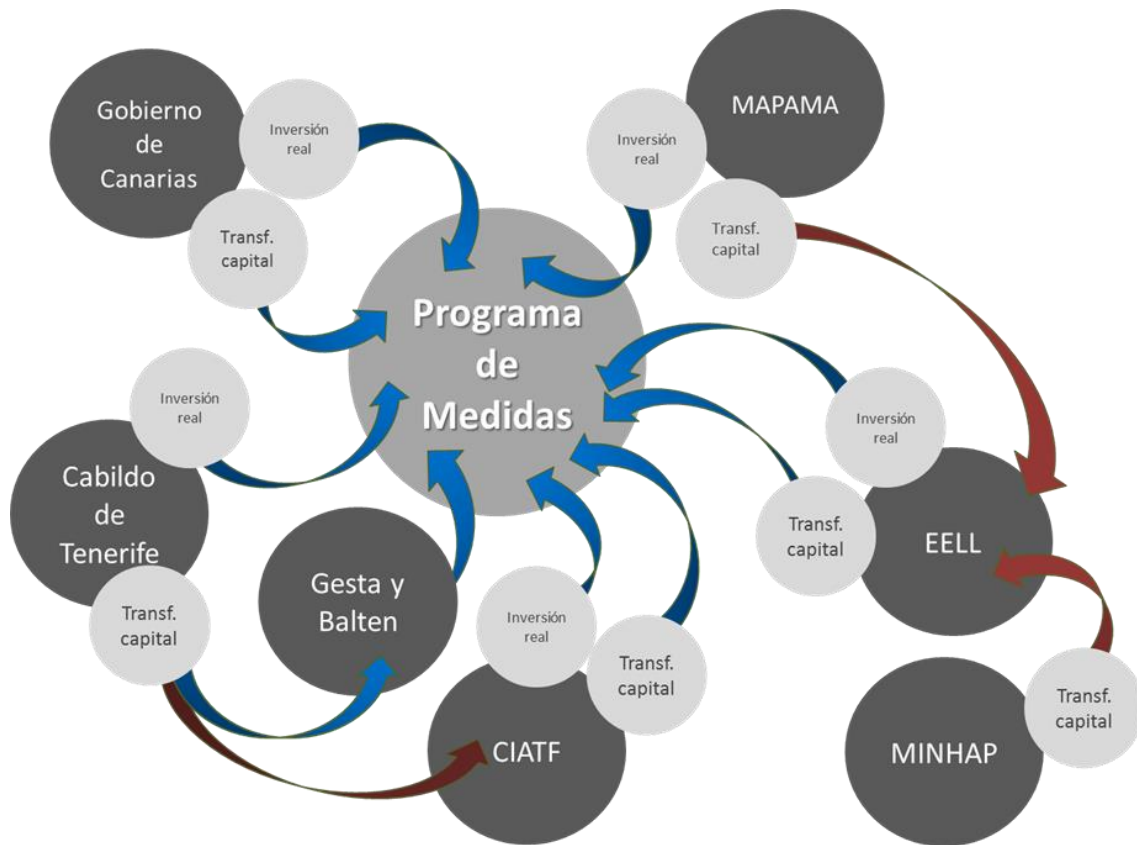 Gobierno
de
Canarias
Inversión
real
Transf.
capital
MAPAMA
Inversión
real
Transf.
capital
Programa
de
Medidas
Inversión
real
Cabildo
de
Tenerife
Transf.
capital
Gesta y
Balten
Inversión
real
Transf.
capital
CIATF
Inversión
real
Transf.
capital
EELL
Transf.
capital
MINHAP